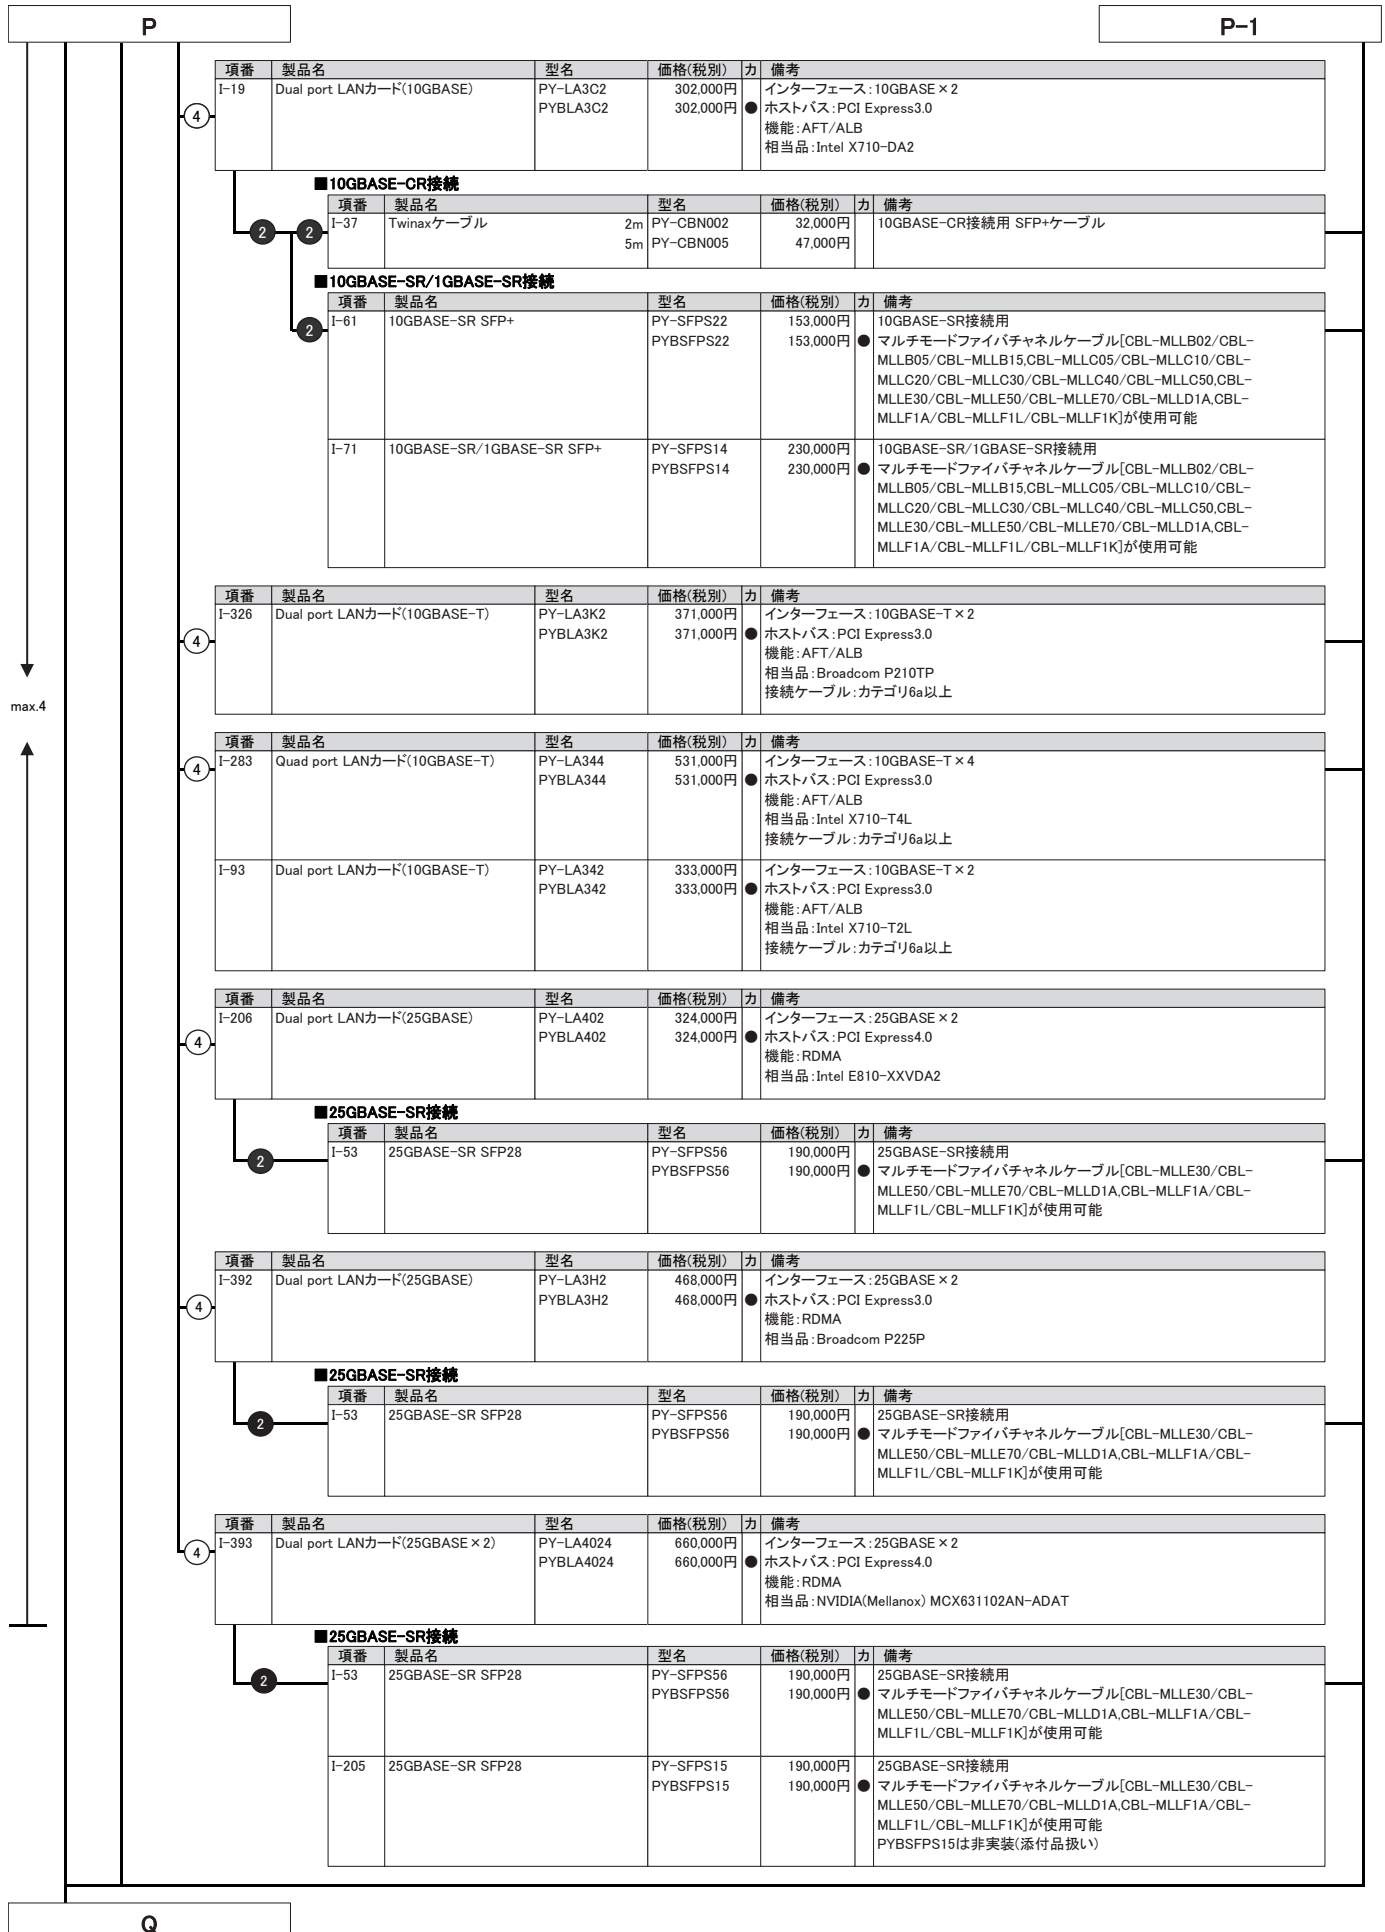 P
P-1
項番 製品名 型名 価格(税別) カ 備考
I-19 Dual port LANカード(10GBASE) PY-LA3C2 302,000円 インターフェース:10GBASE×2
PYBLA3C2 302,000円 ● ホストバス:PCI Express3.0
4
機能:AFT/ALB
相当品:Intel X710-DA2
■10GBASE-CR接続
項番 製品名 型名 価格(税別) カ 備考
I-37 Twinaxケーブル 2m PY-CBN002 32,000円 10GBASE-CR接続用 SFP+ケーブル
2 2
5m PY-CBN005 47,000円
■10GBASE-SR/1GBASE-SR接続
項番 製品名 型名 価格(税別) カ 備考
I-61 10GBASE-SR SFP+ PY-SFPS22 153,000円 10GBASE-SR接続用
2
PYBSFPS22 153,000円 ● マルチモードファイバチャネルケーブル[CBL-MLLB02/CBL-
MLLB05/CBL-MLLB15,CBL-MLLC05/CBL-MLLC10/CBL-
MLLC20/CBL-MLLC30/CBL-MLLC40/CBL-MLLC50,CBL-
MLLE30/CBL-MLLE50/CBL-MLLE70/CBL-MLLD1A,CBL-
MLLF1A/CBL-MLLF1L/CBL-MLLF1K]が使用可能
I-71 10GBASE-SR/1GBASE-SR SFP+ PY-SFPS14 230,000円 10GBASE-SR/1GBASE-SR接続用
PYBSFPS14 230,000円 ● マルチモードファイバチャネルケーブル[CBL-MLLB02/CBL-
MLLB05/CBL-MLLB15,CBL-MLLC05/CBL-MLLC10/CBL-
MLLC20/CBL-MLLC30/CBL-MLLC40/CBL-MLLC50,CBL-
MLLE30/CBL-MLLE50/CBL-MLLE70/CBL-MLLD1A,CBL-
MLLF1A/CBL-MLLF1L/CBL-MLLF1K]が使用可能
項番 製品名 型名 価格(税別) カ 備考
I-326 Dual port LANカード(10GBASE-T) PY-LA3K2 371,000円 インターフェース:10GBASE-T×2
PYBLA3K2 371,000円 ● ホストバス:PCI Express3.0
4
機能:AFT/ALB
相当品:Broadcom P210TP
接続ケーブル:カテゴリ6a以上
max.4
項番 製品名 型名 価格(税別) カ 備考
I-283 Quad port LANカード(10GBASE-T) PY-LA344 531,000円 インターフェース:10GBASE-T×4
4
PYBLA344 531,000円 ● ホストバス:PCI Express3.0
機能:AFT/ALB
相当品:Intel X710-T4L
接続ケーブル:カテゴリ6a以上
I-93 Dual port LANカード(10GBASE-T) PY-LA342 333,000円 インターフェース:10GBASE-T×2
PYBLA342 333,000円 ● ホストバス:PCI Express3.0
機能:AFT/ALB
相当品:Intel X710-T2L
接続ケーブル:カテゴリ6a以上
項番 製品名 型名 価格(税別) カ 備考
I-206 Dual port LANカード(25GBASE) PY-LA402 324,000円 インターフェース:25GBASE×2
PYBLA402 324,000円 ● ホストバス:PCI Express4.0
4
機能:RDMA
相当品:Intel E810-XXVDA2
■25GBASE-SR接続
項番 製品名 型名 価格(税別) カ 備考
I-53 25GBASE-SR SFP28 PY-SFPS56 190,000円 25GBASE-SR接続用
2
PYBSFPS56 190,000円 ● マルチモードファイバチャネルケーブル[CBL-MLLE30/CBL-
MLLE50/CBL-MLLE70/CBL-MLLD1A,CBL-MLLF1A/CBL-
MLLF1L/CBL-MLLF1K]が使用可能
項番 製品名 型名 価格(税別) カ 備考
I-392 Dual port LANカード(25GBASE) PY-LA3H2 468,000円 インターフェース:25GBASE×2
PYBLA3H2 468,000円 ● ホストバス:PCI Express3.0
4
機能:RDMA
相当品:Broadcom P225P
■25GBASE-SR接続
項番 製品名 型名 価格(税別) カ 備考
I-53 25GBASE-SR SFP28 PY-SFPS56 190,000円 25GBASE-SR接続用
2
PYBSFPS56 190,000円 ● マルチモードファイバチャネルケーブル[CBL-MLLE30/CBL-
MLLE50/CBL-MLLE70/CBL-MLLD1A,CBL-MLLF1A/CBL-
MLLF1L/CBL-MLLF1K]が使用可能
項番 製品名 型名 価格(税別) カ 備考
I-393 Dual port LANカード(25GBASE×2) PY-LA4024 660,000円 インターフェース:25GBASE×2
4
PYBLA4024 660,000円 ● ホストバス:PCI Express4.0
機能:RDMA
相当品:NVIDIA(Mellanox) MCX631102AN-ADAT
■25GBASE-SR接続
項番 製品名 型名 価格(税別) カ 備考
I-53 25GBASE-SR SFP28 PY-SFPS56 190,000円 25GBASE-SR接続用
2
PYBSFPS56 190,000円 ● マルチモードファイバチャネルケーブル[CBL-MLLE30/CBL-
MLLE50/CBL-MLLE70/CBL-MLLD1A,CBL-MLLF1A/CBL-
MLLF1L/CBL-MLLF1K]が使用可能
I-205 25GBASE-SR SFP28 PY-SFPS15 190,000円 25GBASE-SR接続用
PYBSFPS15 190,000円 ● マルチモードファイバチャネルケーブル[CBL-MLLE30/CBL-
MLLE50/CBL-MLLE70/CBL-MLLD1A,CBL-MLLF1A/CBL-
MLLF1L/CBL-MLLF1K]が使用可能
PYBSFPS15は非実装(添付品扱い)
Q